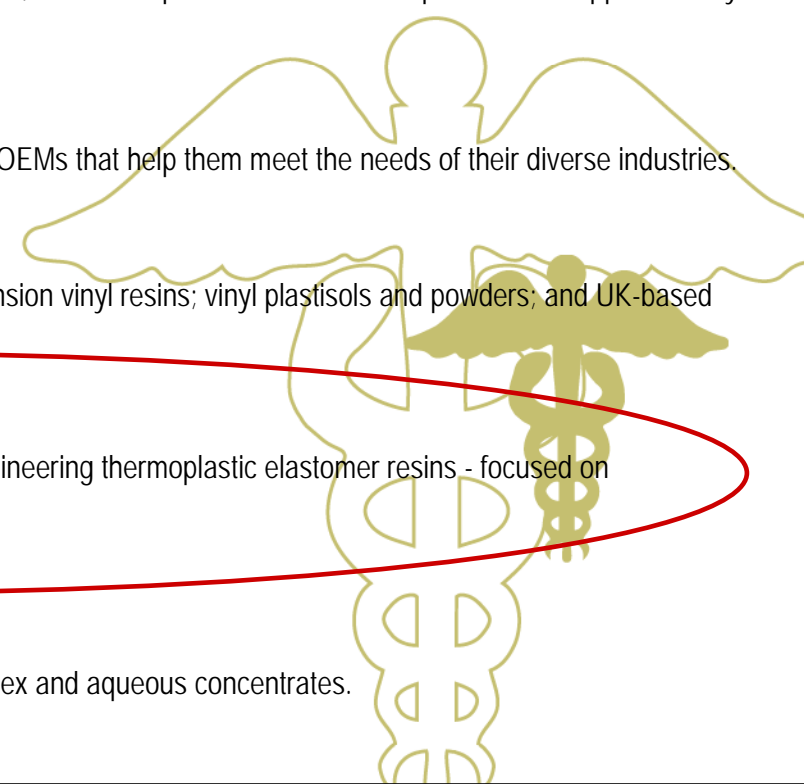 OEMs that help them meet the needs of their diverse industries.
nsion vinyl resins; vinyl plastisols and powders; and UK-based
ineering thermoplastic elastomer resins - focused on
ex and aqueous concentrates.